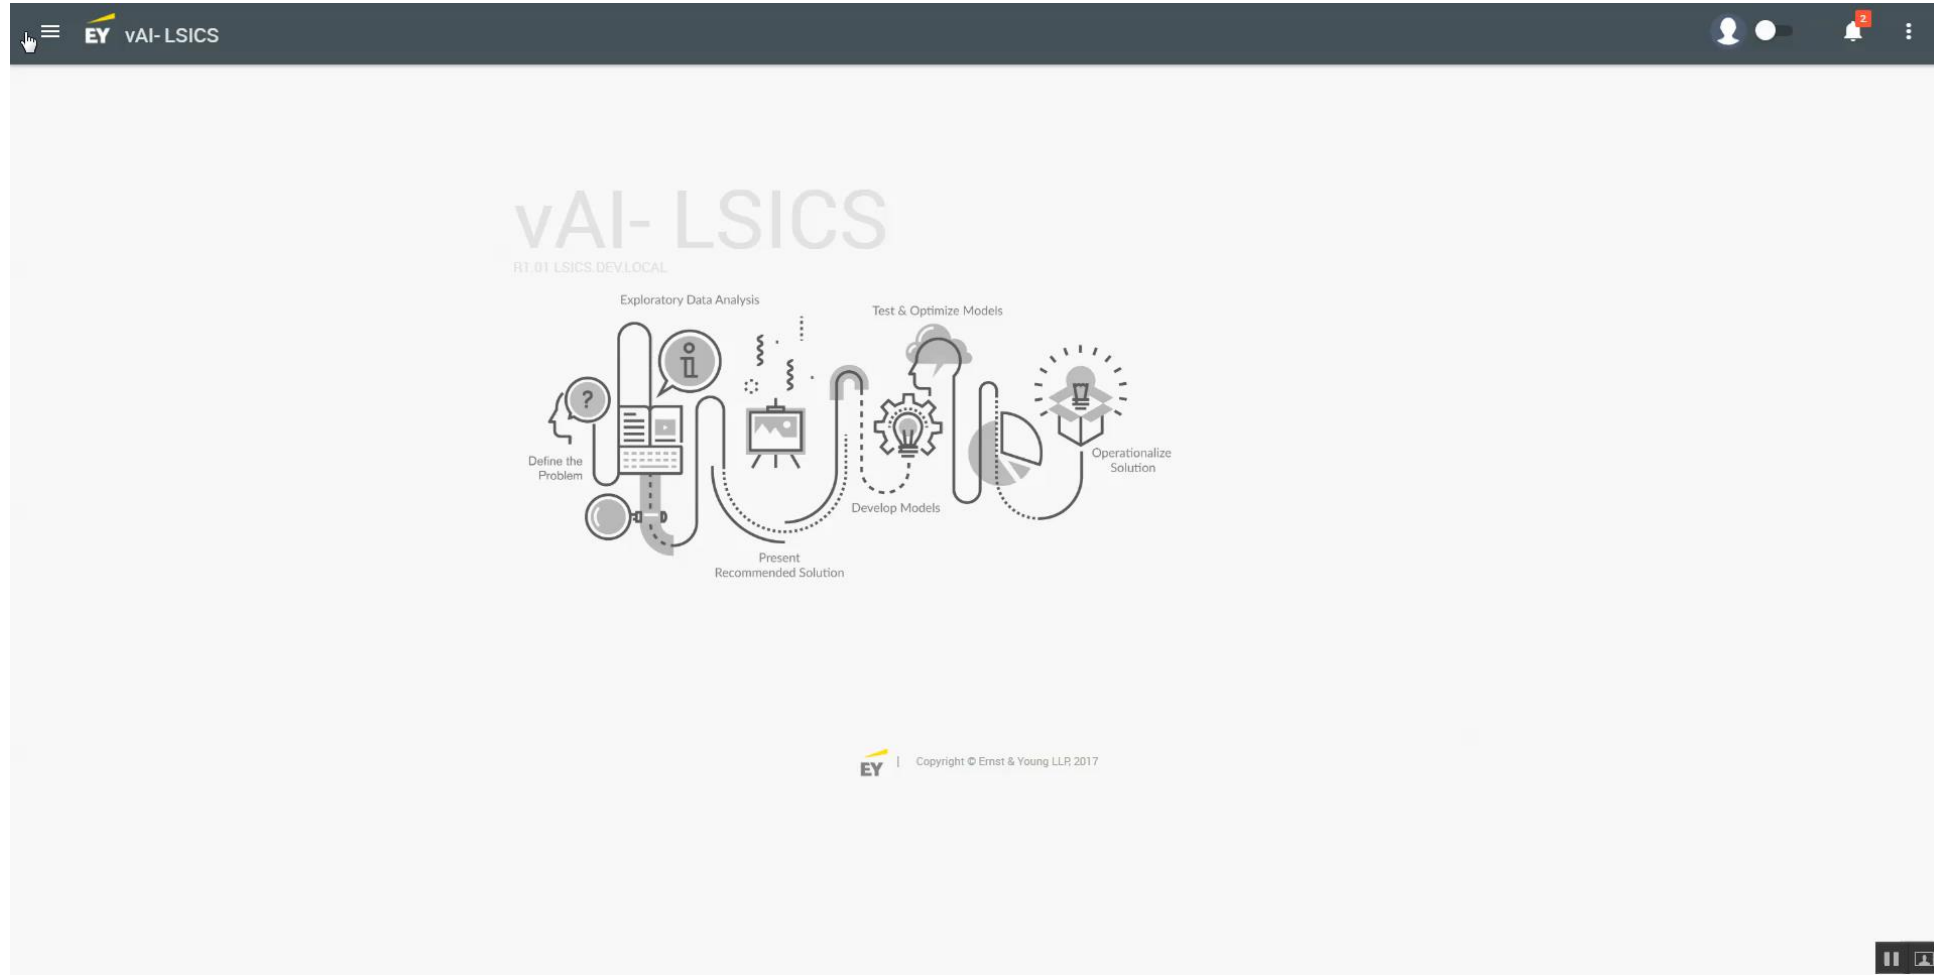 EY vAI- LSICS
2
vAI- LSICS
R1.01 LSICS.DEV.LOCAL
Exploratory Data Analysis
Test & Optimize Models
?
i
Define the
Problem
Operationalize
Solution
Develop Models
Present
Recommended Solution
EY | Copyright © Ernst & Young LLP, 2017